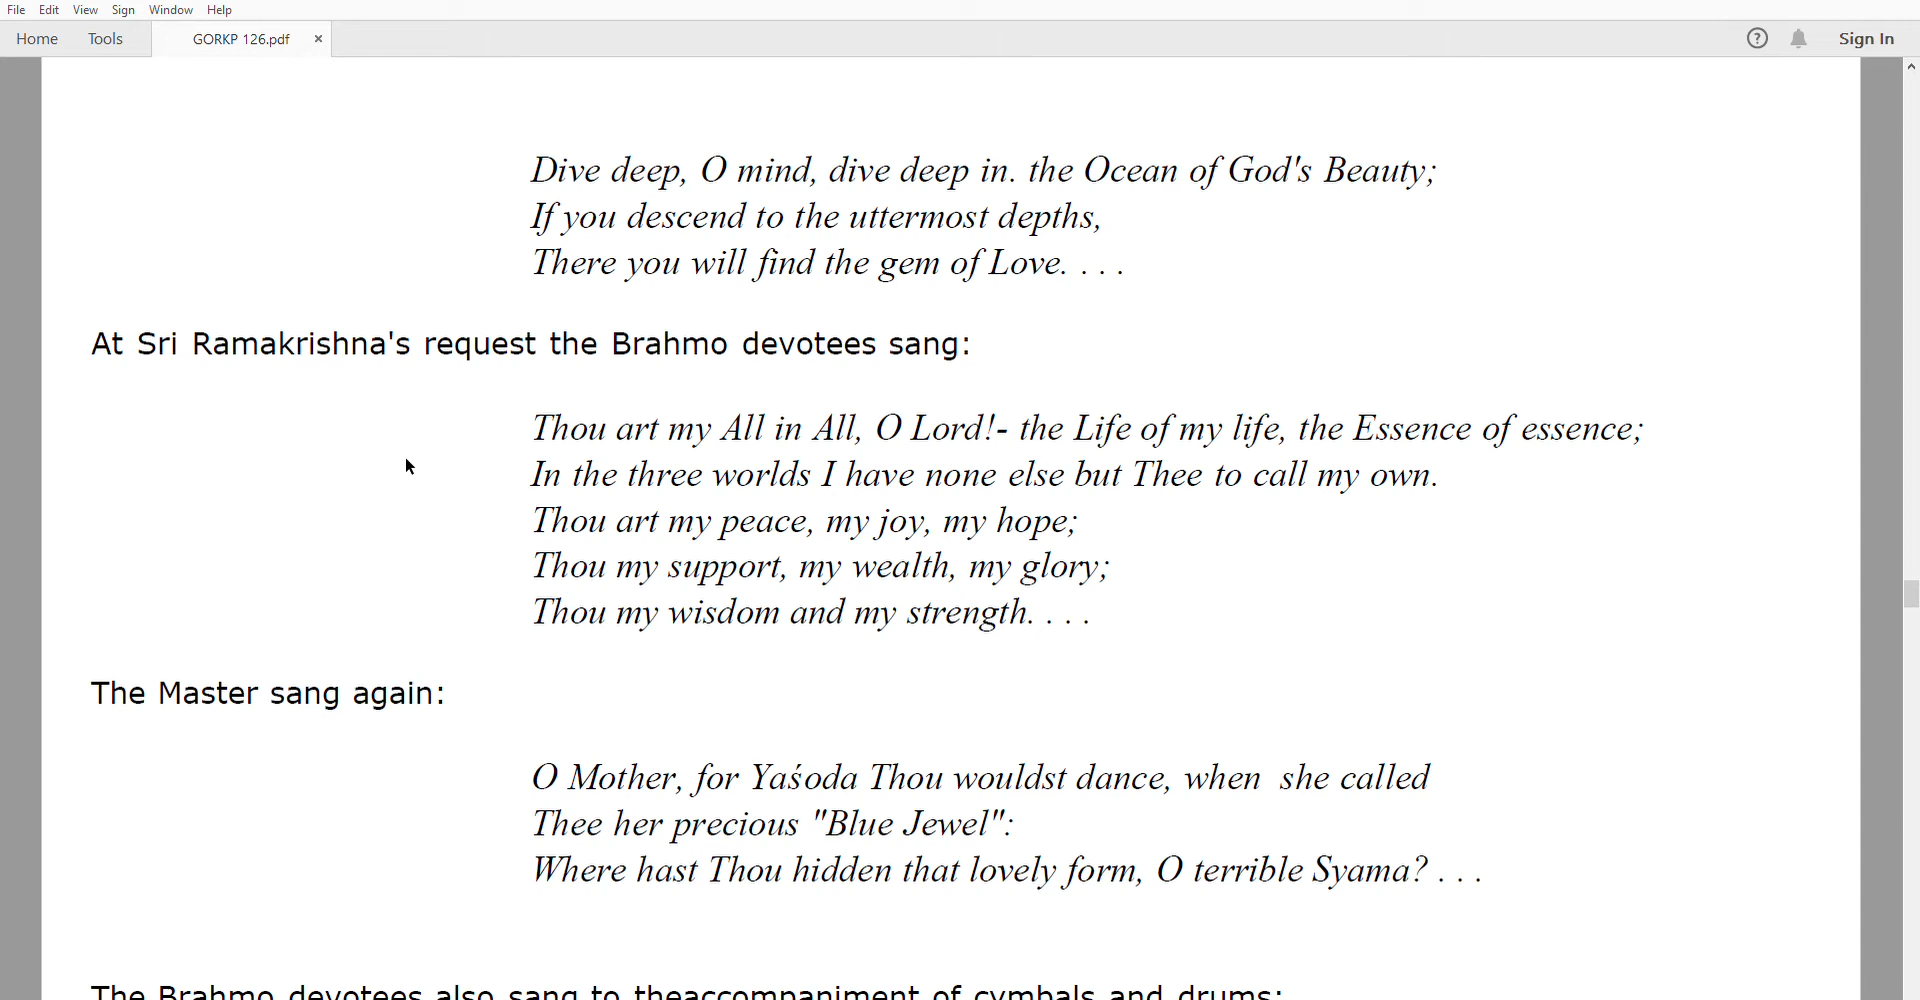 File Edit View Sign Window Help
Home Tools GORKP 126.pdf × ? Sign In
Dive deep, O mind, dive deep in. the Ocean of God's Beauty;
If you descend to the uttermost depths,
There you will find the gem of Love. . . .
At Sri Ramakrishna's request the Brahmo devotees sang:
Thou art my All in All, O Lord!- the Life of my life, the Essence of essence;
In the three worlds I have none else but Thee to call my own.
Thou art my peace, my joy, my hope;
Thou my support, my wealth, my glory;
Thou my wisdom and my strength. . . .
The Master sang again:
O Mother, for Yaśoda Thou wouldst dance, when  she called
Thee her precious "Blue Jewel":
Where hast Thou hidden that lovely form, O terrible Syama? . . .
The Brahmo devotees also sang to theaccompaniment of cymbals and drums: